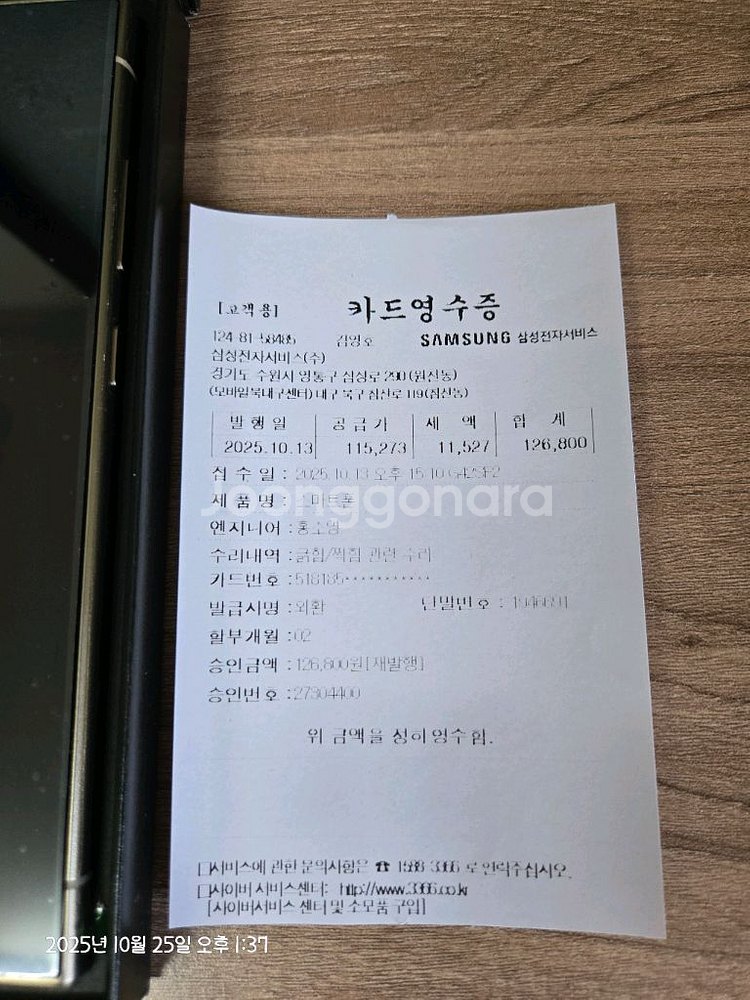 [고객용] 카드영수증
124-81-58485 김영호 SAMSUNG 삼성전자서비스
삼성전자서비스(주)
경기도 수원시 영통구 삼성로 290(원천동)
(모바일북대구센터) 대구 북구 침산로 119(침산동)
발행일 공급가 세액 합계
2025.10.13 115,273 11,527 126,800
접수일 : 2025.10.13 오후
Joonggonara
제품명 : 스마트폰
엔지니어 :
수리내역 : 긁힘/찍힘 관련 수리
카드번호 : 518185***********
발급사명 : 외환 단말번호 :
할부개월 : 02
승인금액 : 126,800원[재발행]
승인번호 : 27304400
위 금액을 정히 영수함.
□서비스에 관한 문의사항은 ☎ 1588-3366 로 연락주십시오.
□사이버 서비스센터: http://www.3366.co.kr
[사이버서비스 센터 및 소모품 구입]
2025년 10월 25일 오후 1:37